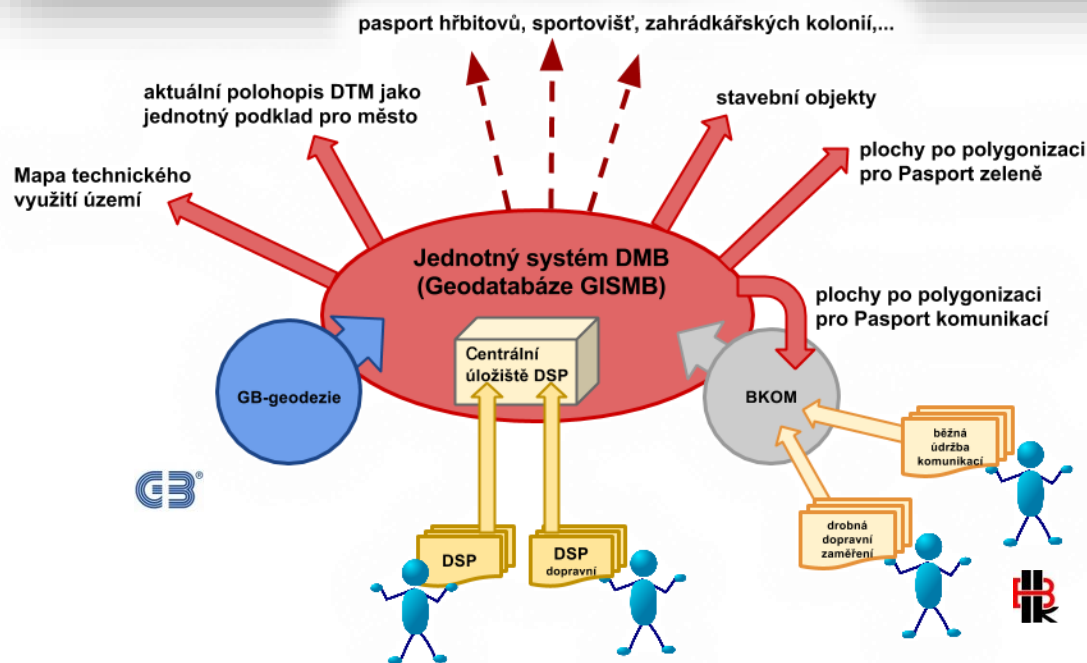 pasport hřbitovů, sportovišť, zahrádkářských kolonií,...
aktuální polohopis DTM jako
jednotný podklad pro město
stavební objekty
Mapa technického
využití území
plochy po polygonizaci
pro Pasport zeleně
Jednotný systém DMB
(Geodatabáze GISMB)
plochy po polygonizaci
pro Pasport komunikací
Centrální
úložiště DSP
GB-geodezie
BKOM
běžná
údržba
komunikací
GB®
drobná
dopravní
zaměření
DSP
DSP
dopravní